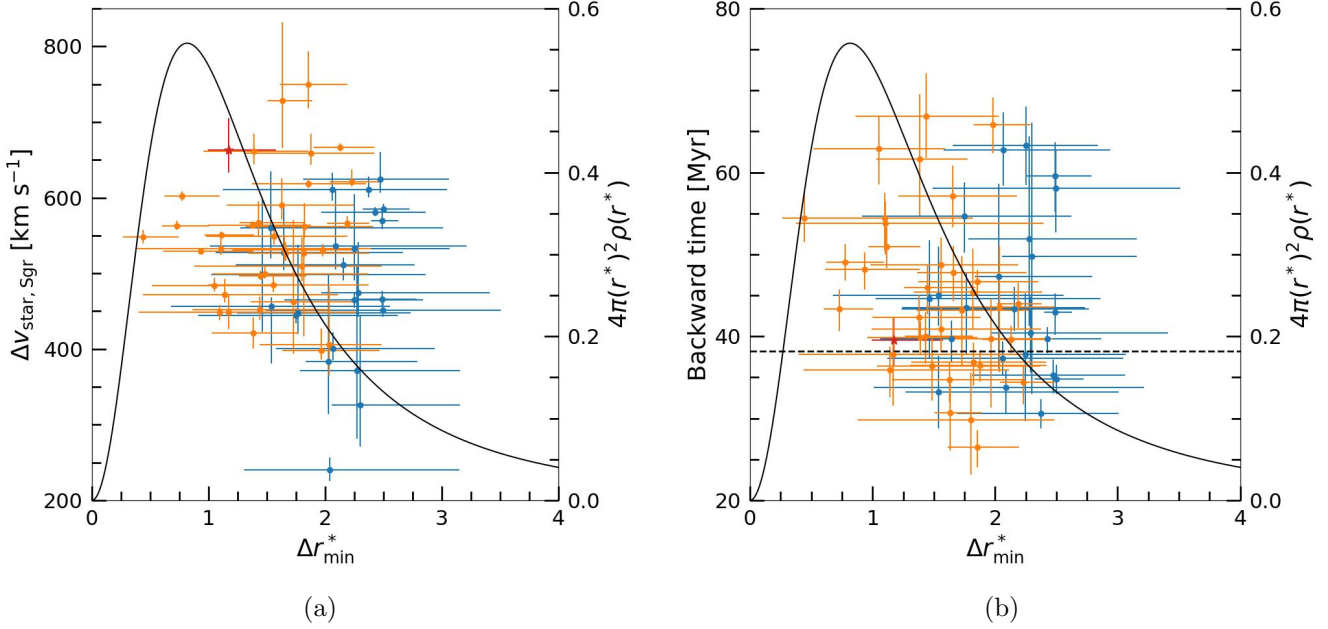 800
600
400
200
Δv_star, Sgr [km s⁻¹]
0.6
0.4
0.2
0.0
4π(r*)²ρ(r*)
0 1 2 3 4
Δr*_min
(a)
80
60
40
20
Backward time [Myr]
0.6
0.4
0.2
0.0
4π(r*)²ρ(r*)
0 1 2 3 4
Δr*_min
(b)